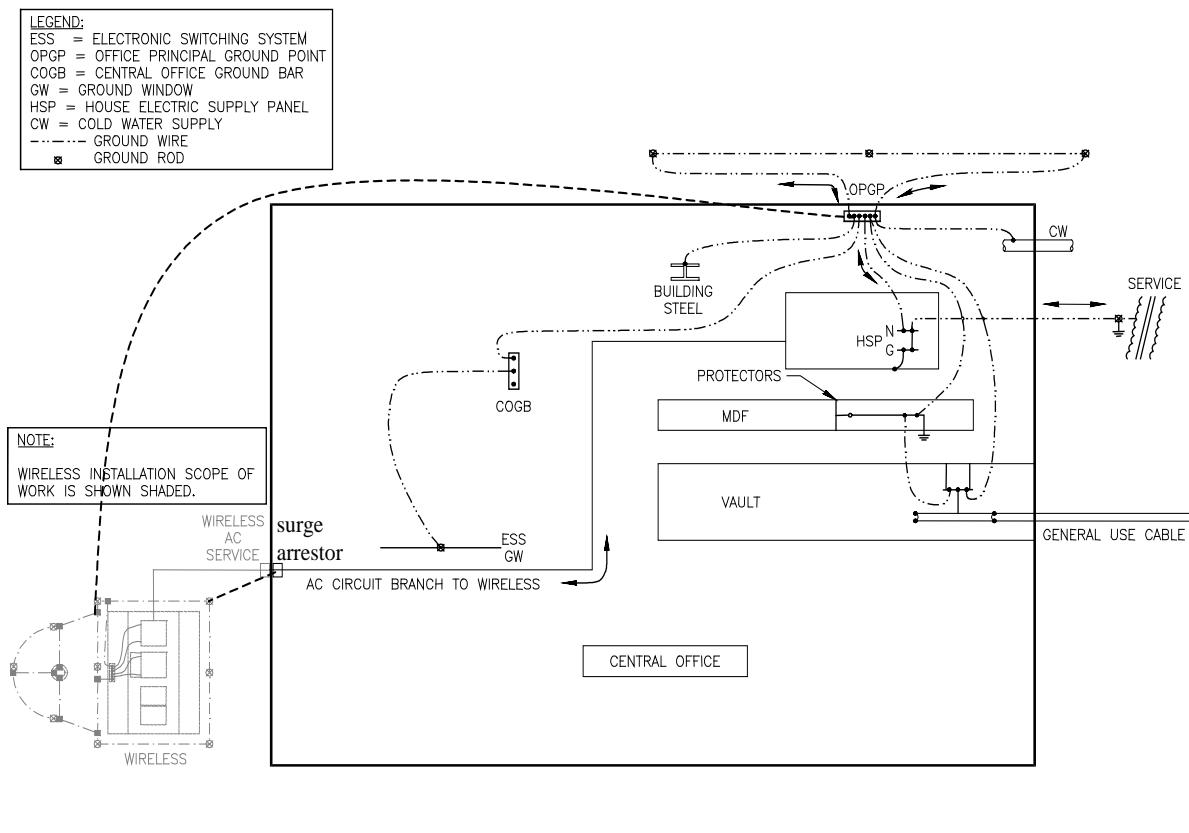 LEGEND:
ESS = ELECTRONIC SWITCHING SYSTEM
OPGP = OFFICE PRINCIPAL GROUND POINT
COGB = CENTRAL OFFICE GROUND BAR
GW = GROUND WINDOW
HSP = HOUSE ELECTRIC SUPPLY PANEL
CW = COLD WATER SUPPLY
GROUND WIRE
GROUND ROD
OPGP
CW
BUILDING
STEEL
SERVICE
N
HSP
G
PROTECTORS
COGB
MDF
NOTE:
WIRELESS INSTALLATION SCOPE OF
WORK IS SHOWN SHADED.
VAULT
WIRELESS
AC
SERVICE
surge
arrestor
ESS
GW
GENERAL USE CABLE
AC CIRCUIT BRANCH TO WIRELESS
CENTRAL OFFICE
WIRELESS